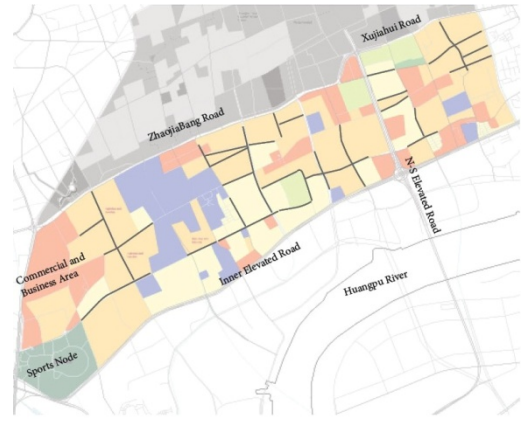 Xujiahui Road
ZhaojiaBang Road
N-S Elevated Road
Commercial and
Business Area
Inner Elevated Road
Huangpu River
Sports Node